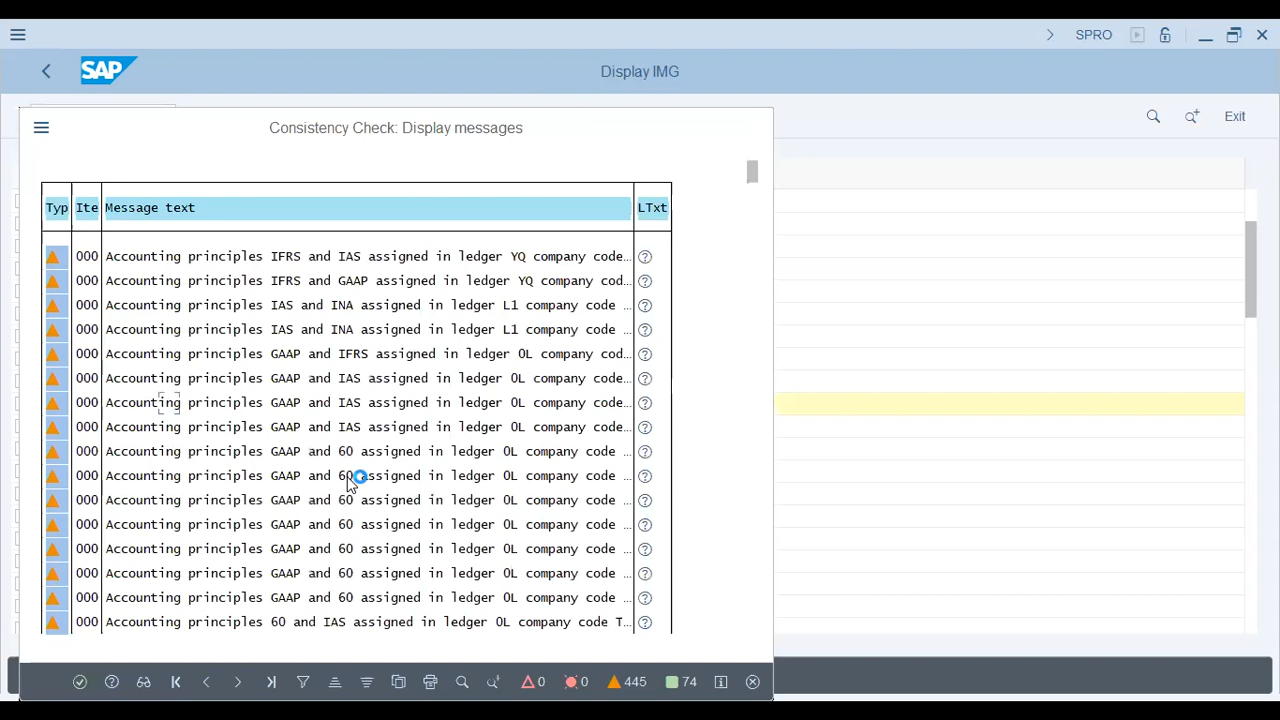 SPRO
SAP
Display IMG
Exit
Consistency Check: Display messages
Typ Ite Message text LTxt
000 Accounting principles IFRS and IAS assigned in ledger YQ company code...
000 Accounting principles IFRS and GAAP assigned in ledger YQ company cod...
000 Accounting principles IAS and INA assigned in ledger L1 company code ...
000 Accounting principles IAS and INA assigned in ledger L1 company code ...
000 Accounting principles GAAP and IFRS assigned in ledger 0L company cod...
000 Accounting principles GAAP and IAS assigned in ledger 0L company code...
000 Accounting principles GAAP and IAS assigned in ledger 0L company code...
000 Accounting principles GAAP and IAS assigned in ledger 0L company code...
000 Accounting principles GAAP and 60 assigned in ledger 0L company code ...
000 Accounting principles GAAP and 60 assigned in ledger 0L company code ...
000 Accounting principles GAAP and 60 assigned in ledger 0L company code ...
000 Accounting principles GAAP and 60 assigned in ledger 0L company code ...
000 Accounting principles GAAP and 60 assigned in ledger 0L company code ...
000 Accounting principles GAAP and 60 assigned in ledger 0L company code ...
000 Accounting principles GAAP and 60 assigned in ledger 0L company code ...
000 Accounting principles 60 and IAS assigned in ledger 0L company code T...
0 0 445 74